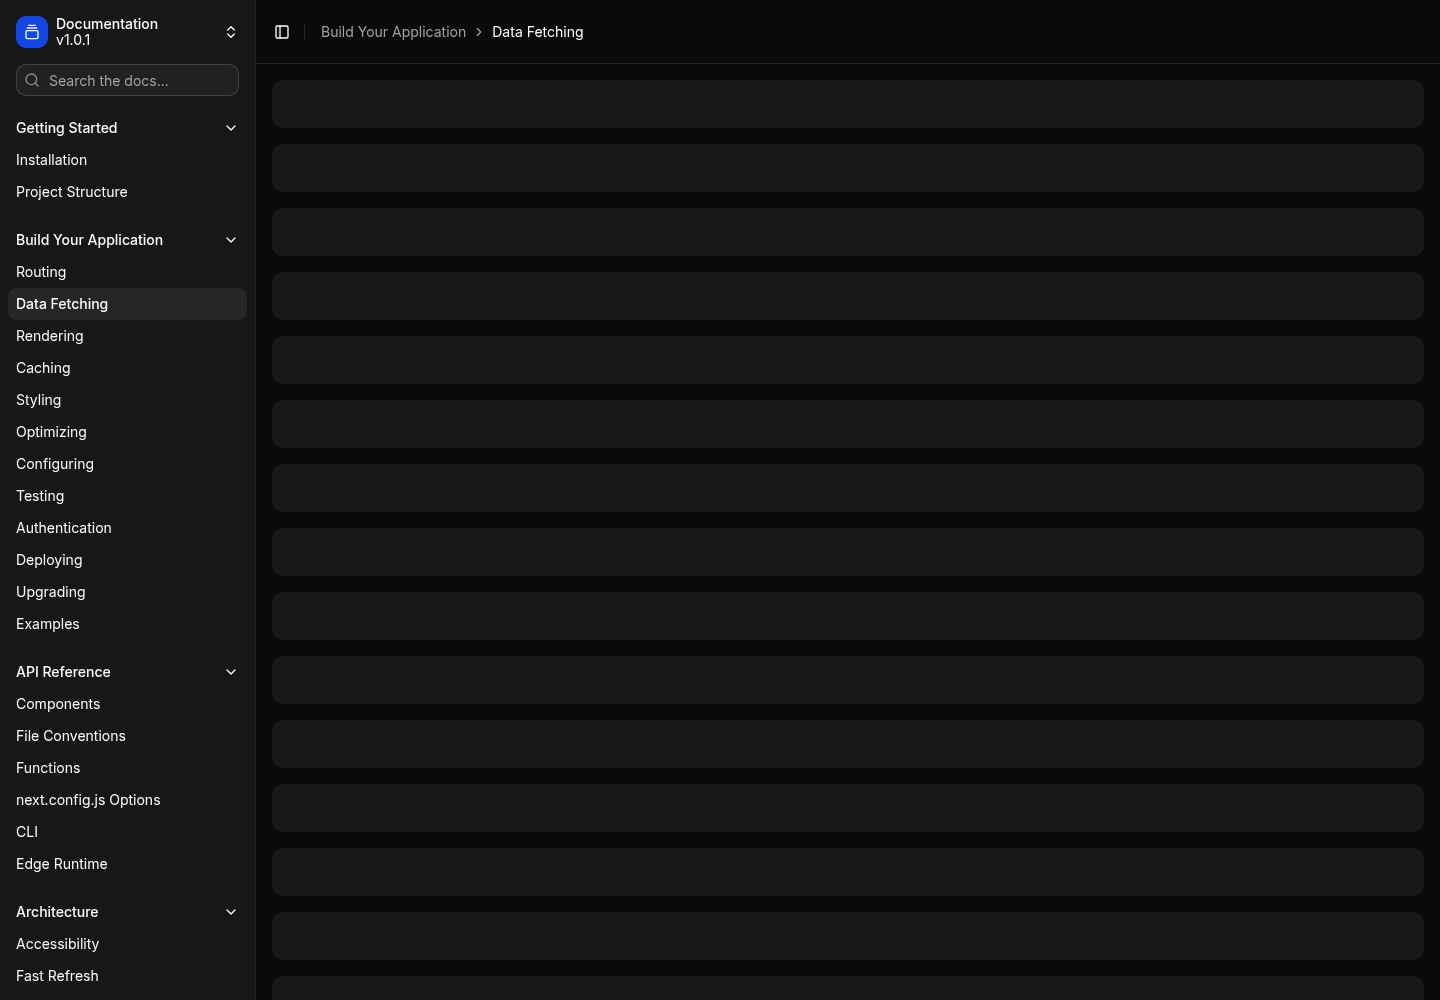 Documentation
v1.0.1
Search the docs...
Getting Started
Installation
Project Structure
Build Your Application
Routing
Data Fetching
Rendering
Caching
Styling
Optimizing
Configuring
Testing
Authentication
Deploying
Upgrading
Examples
API Reference
Components
File Conventions
Functions
next.config.js Options
CLI
Edge Runtime
Architecture
Accessibility
Fast Refresh
Build Your Application > Data Fetching